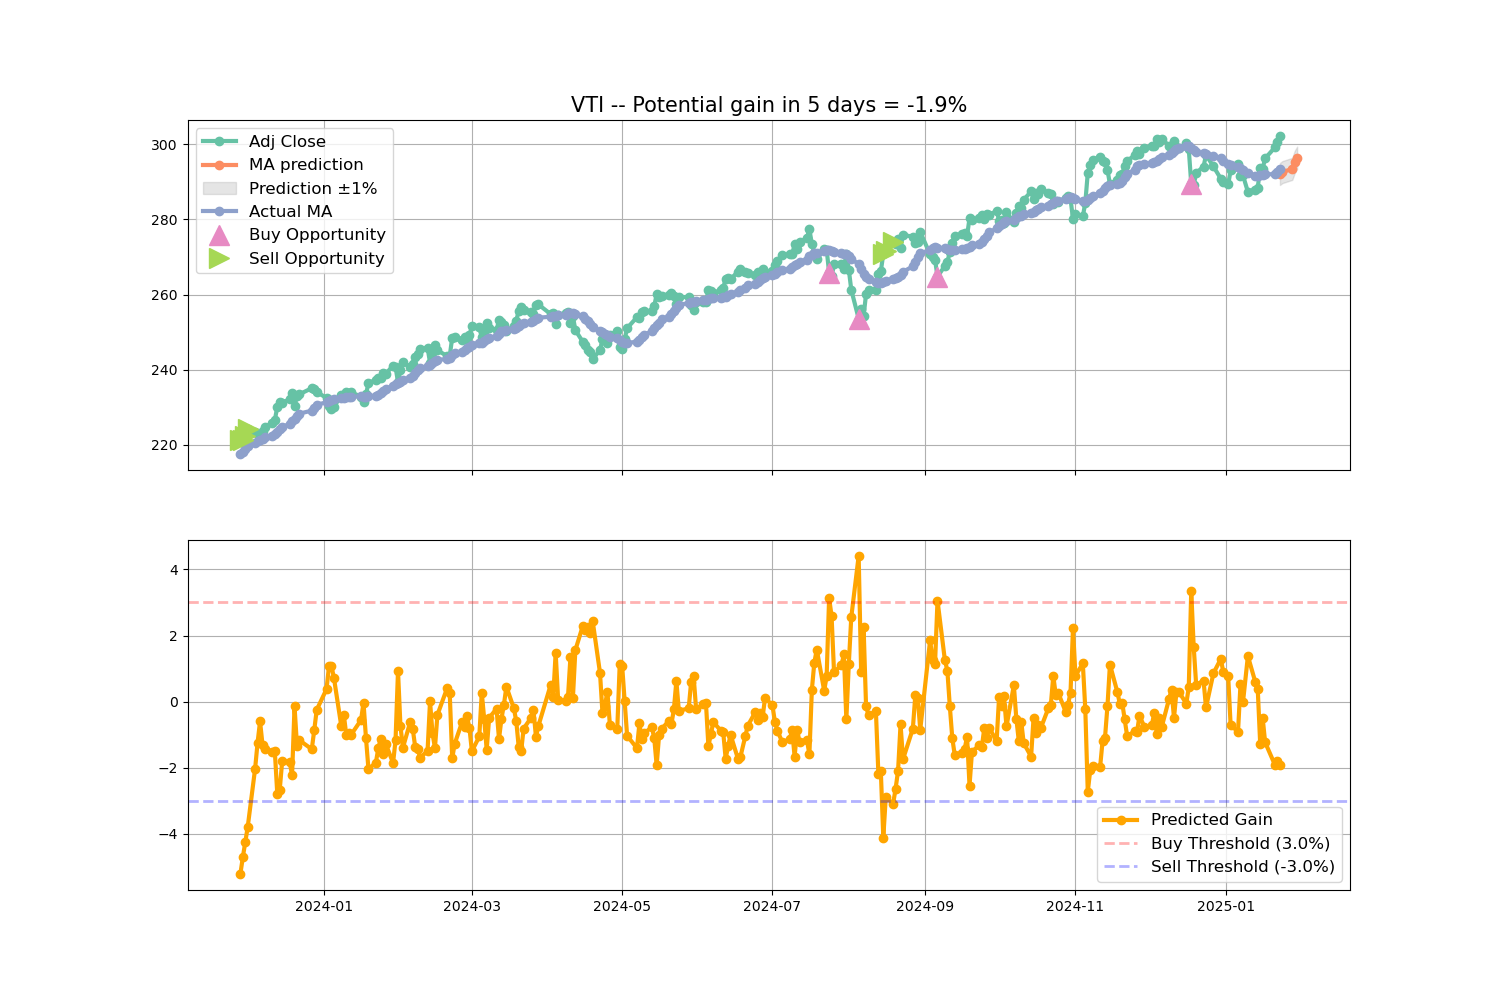 VTI -- Potential gain in 5 days = -1.9%
300
280
260
240
220
Adj Close
MA prediction
Prediction ±1%
Actual MA
Buy Opportunity
Sell Opportunity
4
2
0
−2
−4
Predicted Gain
Buy Threshold (3.0%)
Sell Threshold (-3.0%)
2024-01
2024-03
2024-05
2024-07
2024-09
2024-11
2025-01